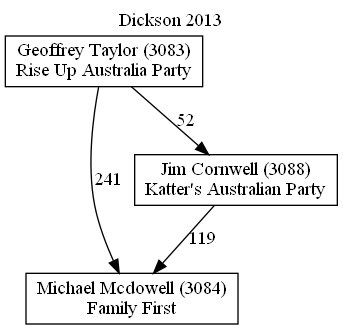 Dickson 2013
Geoffrey Taylor (3083)
Rise Up Australia Party
52
Jim Cornwell (3088)
Katter's Australian Party
241
119
Michael Mcdowell (3084)
Family First